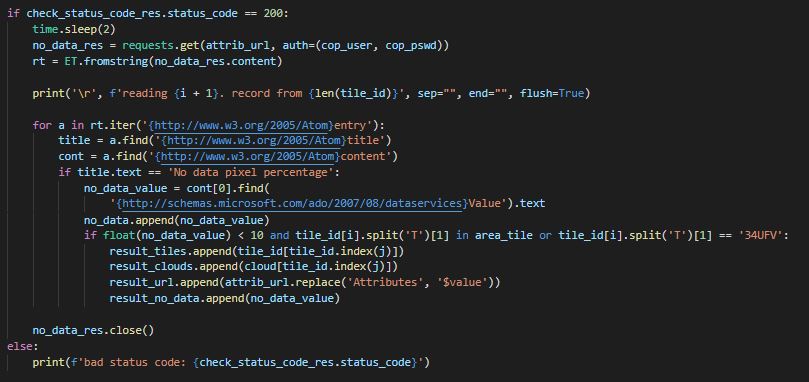 if check_status_code_res.status_code == 200:
    time.sleep(2)
    no_data_res = requests.get(attrib_url, auth=(cop_user, cop_pswd))
    rt = ET.fromstring(no_data_res.content)

    print('\r', f'reading {i + 1}. record from {len(tile_id)}', sep="", end="", flush=True)

    for a in rt.iter('{http://www.w3.org/2005/Atom}entry'):
        title = a.find('{http://www.w3.org/2005/Atom}title')
        cont = a.find('{http://www.w3.org/2005/Atom}content')
        if title.text == 'No data pixel percentage':
            no_data_value = cont[0].find(
                '{http://schemas.microsoft.com/ado/2007/08/dataservices}Value').text
            no_data.append(no_data_value)
            if float(no_data_value) < 10 and tile_id[i].split('T')[1] in area_tile or tile_id[i].split('T')[1] == '34UFV':
                result_tiles.append(tile_id[tile_id.index(j)])
                result_clouds.append(cloud[tile_id.index(j)])
                result_url.append(attrib_url.replace('Attributes', '$value'))
                result_no_data.append(no_data_value)

    no_data_res.close()
else:
    print(f'bad status code: {check_status_code_res.status_code}')